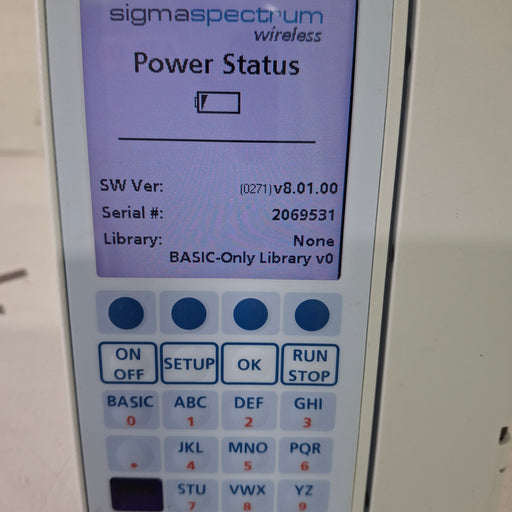 sigmaspectrum
wireless
Power Status
SW Ver: (0271)v8.01.00
Serial #: 2069531
Library: None
BASIC-Only Library v0
ON OFF SETUP OK RUN STOP
BASIC ABC DEF GHI
0 1 2 3
JKL MNO PQR
. 4 5 6
STU VWX YZ
7 8 9